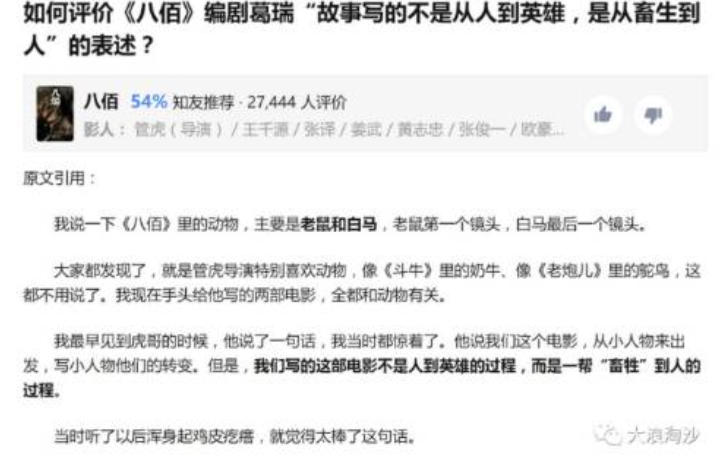 如何评价《八佰》编剧葛瑞“故事写的不是从人到英雄，是从畜生到
人”的表述？
八佰 54% 知友推荐 · 27,444 人评价
影人： 管虎（导演） / 王千源 / 张译 / 姜武 / 黄志忠 / 张俊一 / 欧豪...
原文引用：
我说一下《八佰》里的动物，主要是老鼠和白马，老鼠第一个镜头，白马最后一个镜头。
大家都发现了，就是管虎导演特别喜欢动物，像《斗牛》里的奶牛、像《老炮儿》里的鸵鸟，这
都不用说了。我现在手头给他写的两部电影，全都和动物有关。
我最早见到虎哥的时候，他说了一句话，我当时都惊着了。他说我们这个电影，从小人物来出
发，写小人物他们的转变。但是，我们写的这部电影不是人到英雄的过程，而是一帮“畜牲”到人的
过程。
当时听了以后浑身起鸡皮疙瘩，就觉得太棒了这句话。
大浪淘沙